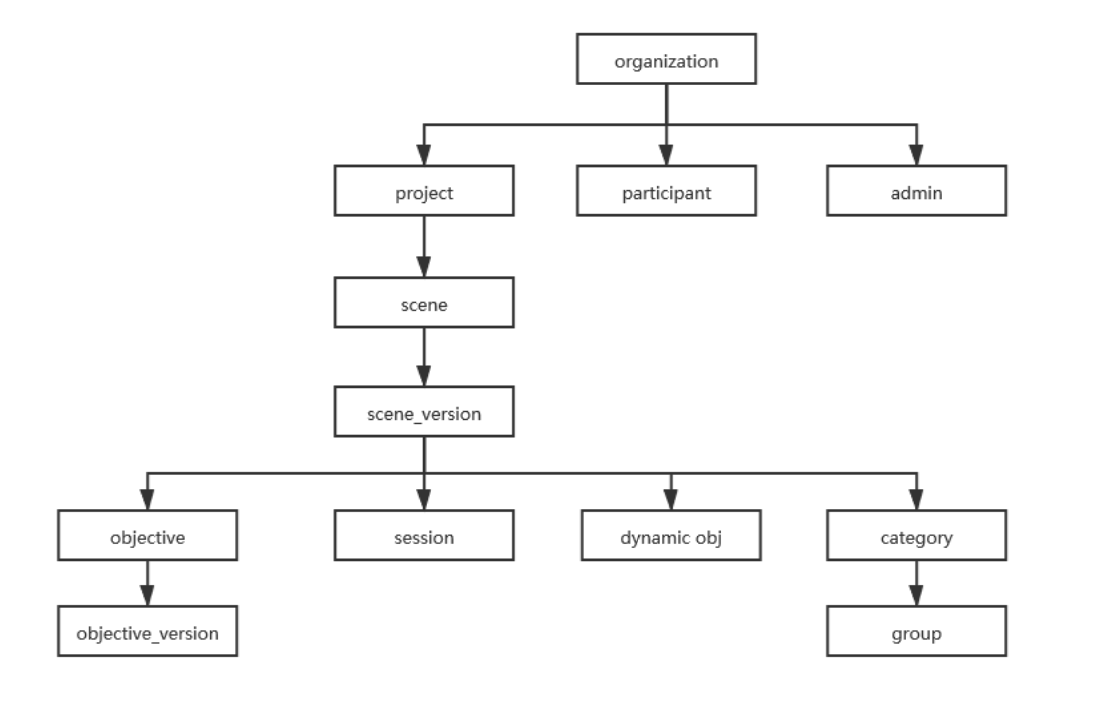 organization
project
participant
admin
scene
scene_version
objective
session
dynamic obj
category
objective_version
group